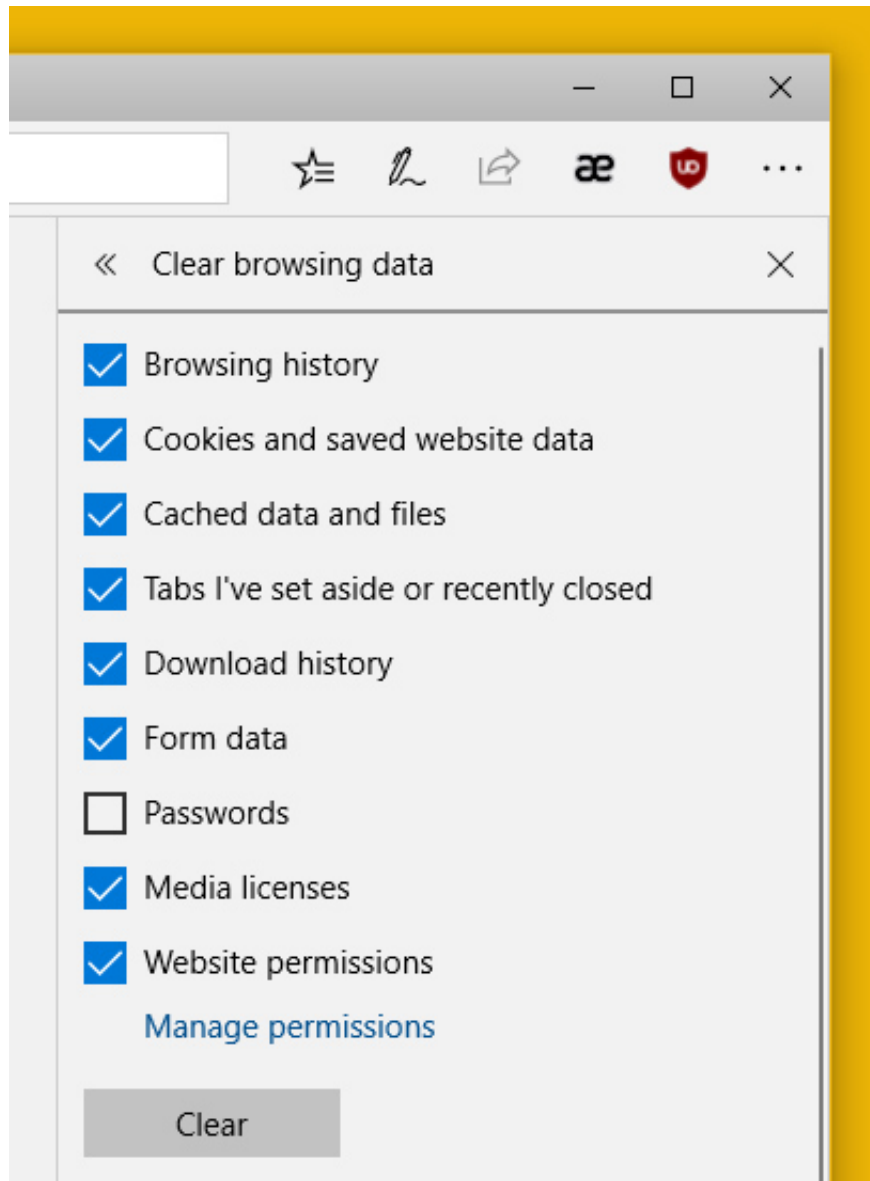 æ
UO
Clear browsing data
Browsing history
Cookies and saved website data
Cached data and files
Tabs I've set aside or recently closed
Download history
Form data
Passwords
Media licenses
Website permissions
Manage permissions
Clear